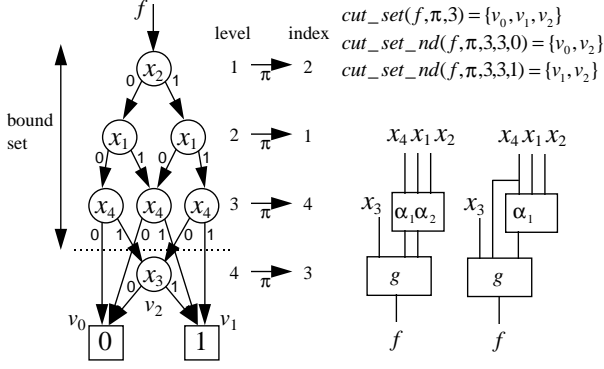 f
level
index
cut_set(f,π,3)={v₀,v₁,v₂}
cut_set_nd(f,π,3,3,0)={v₀,v₂}
cut_set_nd(f,π,3,3,1)={v₁,v₂}
x₂
0 1
1 π 2
bound
set
x₁ x₁
0 1 0 1
2 π 1
x₄ x₁ x₂
x₄ x₁ x₂
x₄ x₄ x₄
0 1 0 1 0 1
3 π 4
x₃
α₁α₂
x₃
α₁
x₃
0 1
4 π 3
g
g
v₀
v₂
v₁
0
1
f
f